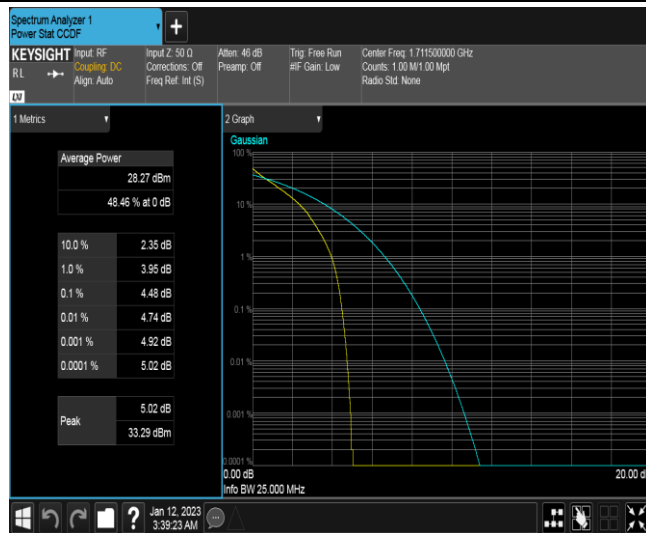 Spectrum Analyzer 1
Power Stat CCDF
+
KEYSIGHT
RL
Input: RF
Coupling: DC
Align: Auto
Input Z: 50 Ω
Corrections: Off
Freq Ref: Int (S)
Atten: 46 dB
Preamp: Off
Trig: Free Run
#IF Gain: Low
Center Freq: 1.711500000 GHz
Counts: 1.00 M/1.00 Mpt
Radio Std: None
1 Metrics
Average Power
28.27 dBm
48.46 % at 0 dB
10.0 % 2.35 dB
1.0 % 3.95 dB
0.1 % 4.48 dB
0.01 % 4.74 dB
0.001 % 4.92 dB
0.0001 % 5.02 dB
Peak
5.02 dB
33.29 dBm
2 Graph
Gaussian
100 %
10 %
1 %
0.1 %
0.01 %
0.001 %
0.0001 %
0.00 dB
20.00 d
Info BW 25.000 MHz
?
Jan 12, 2023
3:39:23 AM